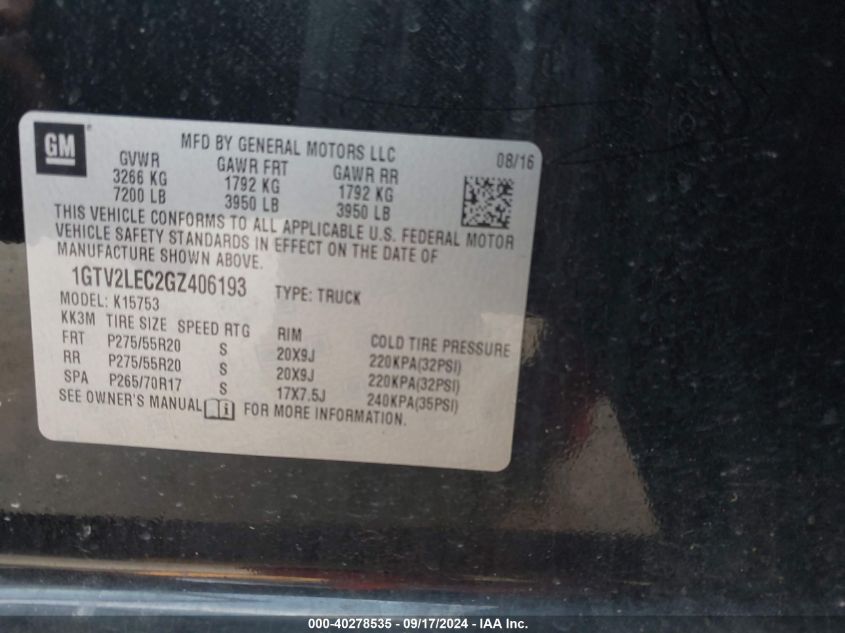 GM
MFD BY GENERAL MOTORS LLC
08/16
GVWR GAWR FRT GAWR RR
3266 KG 1792 KG 1792 KG
7200 LB 3950 LB 3950 LB
THIS VEHICLE CONFORMS TO ALL APPLICABLE U.S. FEDERAL MOTOR
VEHICLE SAFETY STANDARDS IN EFFECT ON THE DATE OF
MANUFACTURE SHOWN ABOVE.
1GTV2LEC2GZ406193 TYPE: TRUCK
MODEL: K15753
KK3M TIRE SIZE SPEED RTG RIM COLD TIRE PRESSURE
FRT P275/55R20 S 20X9J 220KPA(32PSI)
RR P275/55R20 S 20X9J 220KPA(32PSI)
SPA P265/70R17 S 17X7.5J 240KPA(35PSI)
SEE OWNER'S MANUAL i FOR MORE INFORMATION.
000-40278535 - 09/17/2024 - IAA Inc.